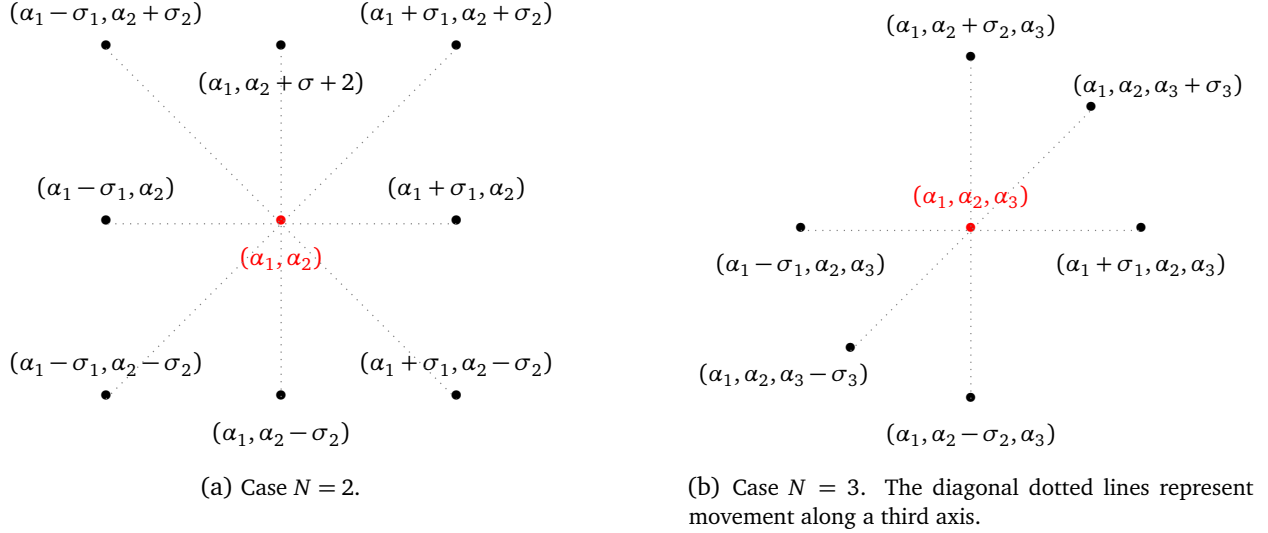 (α₁ − σ₁, α₂ + σ₂)
(α₁ + σ₁, α₂ + σ₂)
(α₁, α₂ + σ + 2)
(α₁ − σ₁, α₂)
(α₁ + σ₁, α₂)
(α₁, α₂)
(α₁ − σ₁, α₂ − σ₂)
(α₁ + σ₁, α₂ − σ₂)
(α₁, α₂ − σ₂)
(a) Case N = 2.
(α₁, α₂ + σ₂, α₃)
(α₁, α₂, α₃ + σ₃)
(α₁, α₂, α₃)
(α₁ − σ₁, α₂, α₃)
(α₁ + σ₁, α₂, α₃)
(α₁, α₂, α₃ − σ₃)
(α₁, α₂ − σ₂, α₃)
(b) Case N = 3. The diagonal dotted lines represent
movement along a third axis.